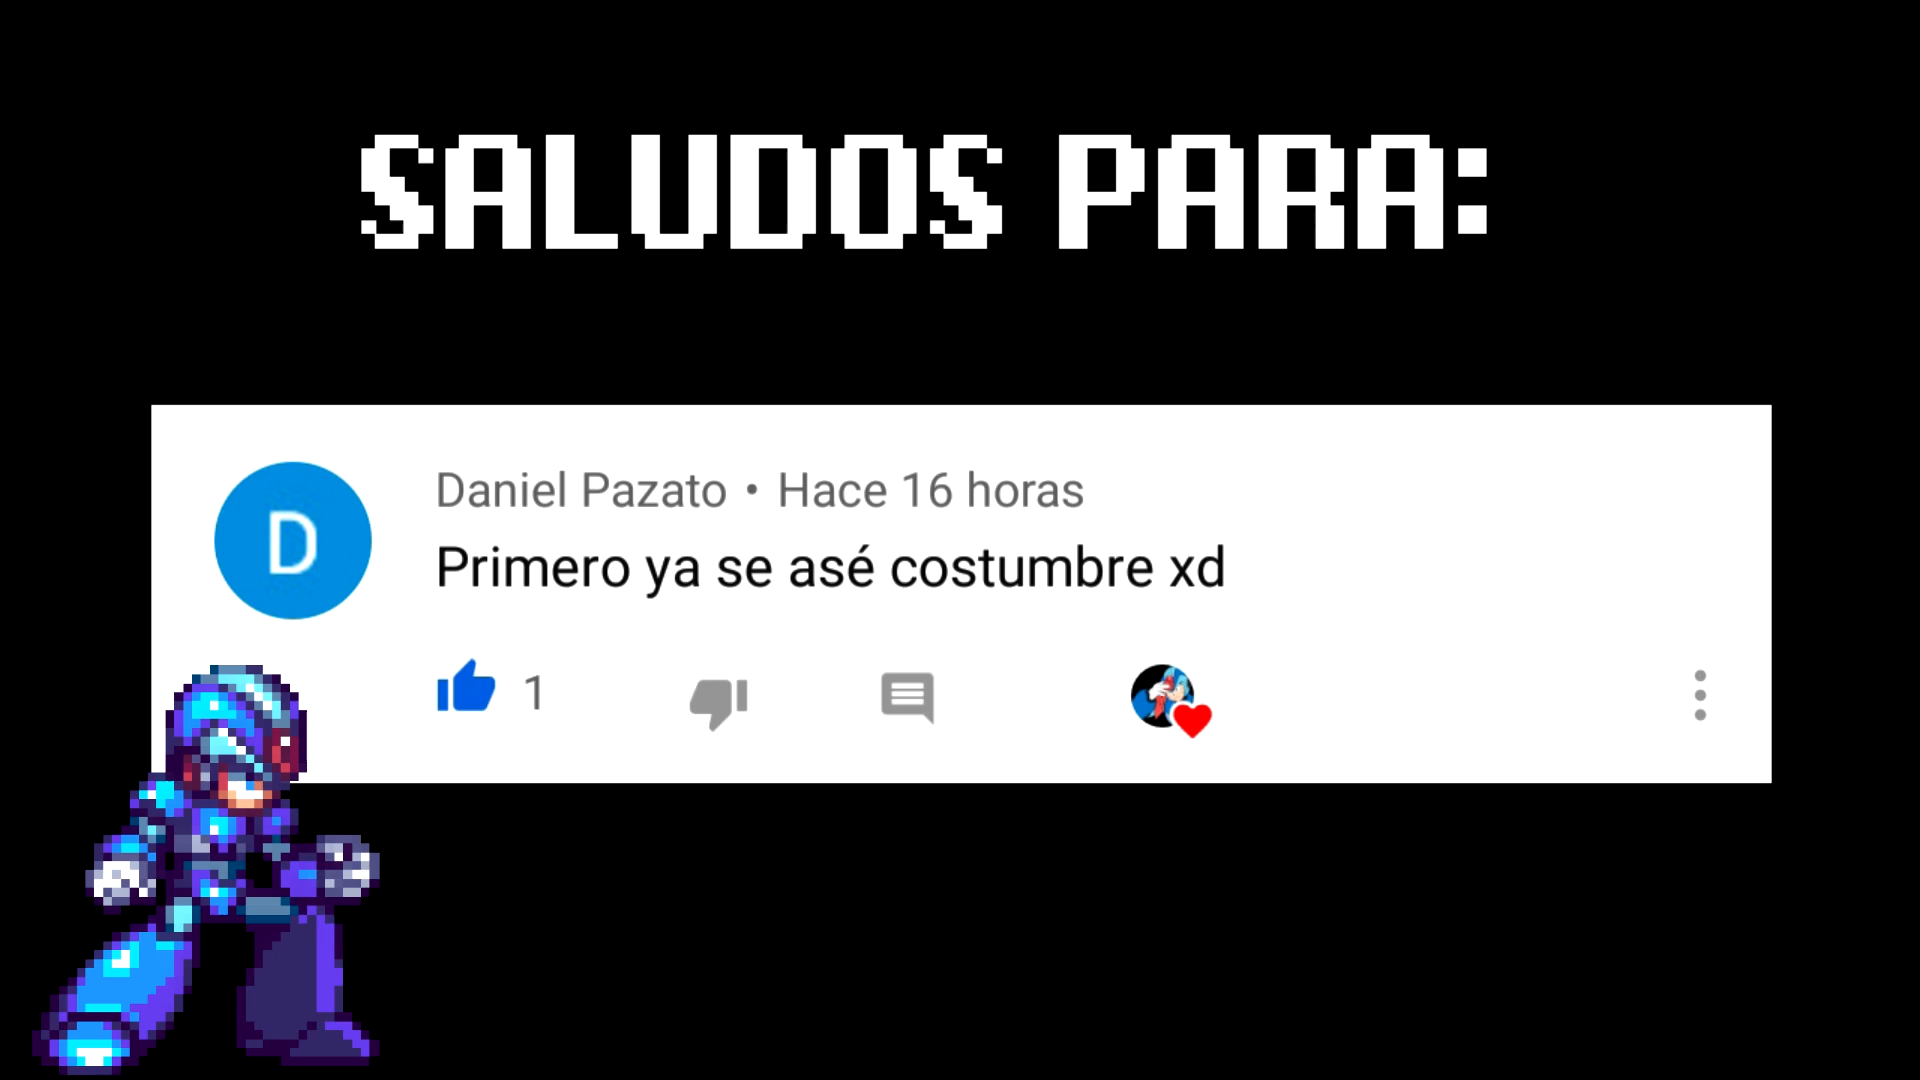 SALUDOS PARA:
D
Daniel Pazato • Hace 16 horas
Primero ya se asé costumbre xd
1